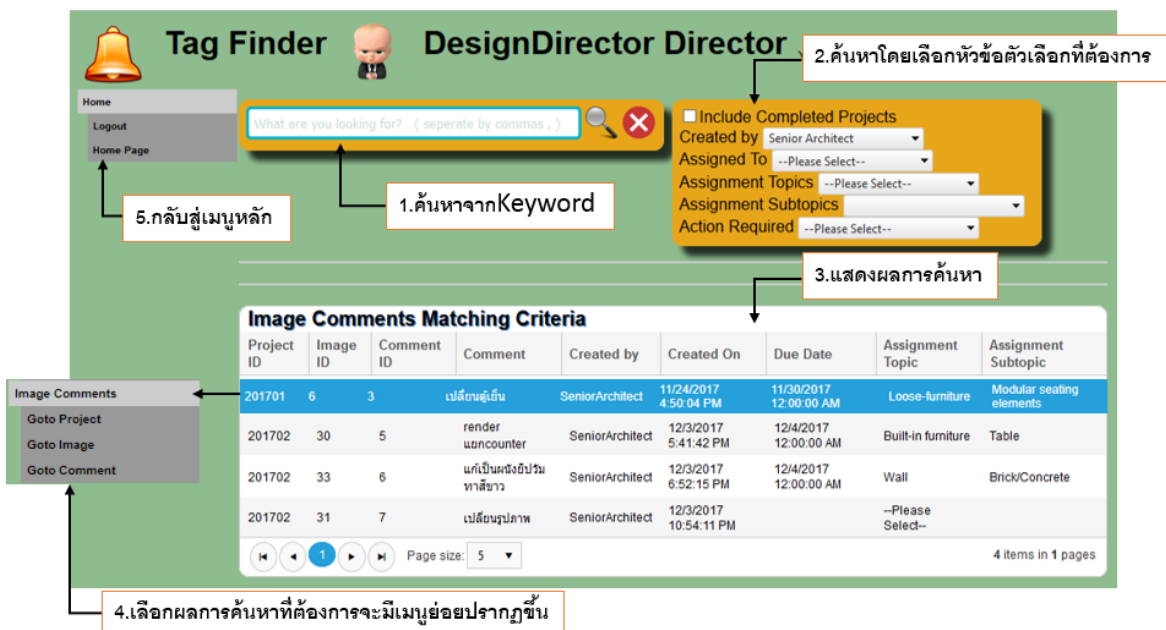 Tag Finder DesignDirector Director
2.ค้นหาโดยเลือกหัวข้อตัวเลือกที่ต้องการ
Home
Logout
Home Page
What are you looking for? ( seperate by commas , )
Include Completed Projects
Created by Senior Architect
Assigned To --Please Select--
Assignment Topics --Please Select--
Assignment Subtopics
Action Required --Please Select--
1.ค้นหาจากKeyword
5.กลับสู่เมนูหลัก
3.แสดงผลการค้นหา
Image Comments Matching Criteria
Project ID Image ID Comment ID Comment Created by Created On Due Date Assignment Topic Assignment Subtopic
201701 6 3 เปลี่ยนตู้เย็น SeniorArchitect 11/24/2017 4:50:04 PM 11/30/2017 12:00:00 AM Loose-furniture Modular seating elements
201702 30 5 render แยกcounter SeniorArchitect 12/3/2017 5:41:42 PM 12/4/2017 12:00:00 AM Built-in furniture Table
201702 33 6 แก้เป็นผนังยิปวัม ทาสีขาว SeniorArchitect 12/3/2017 6:52:15 PM 12/4/2017 12:00:00 AM Wall Brick/Concrete
201702 31 7 เปลี่ยนรูปภาพ SeniorArchitect 12/3/2017 10:54:11 PM --Please Select--
1 Page size: 5 4 items in 1 pages
Image Comments
Goto Project
Goto Image
Goto Comment
4.เลือกผลการค้นหาที่ต้องการจะมีเมนูย่อยปรากฏขึ้น